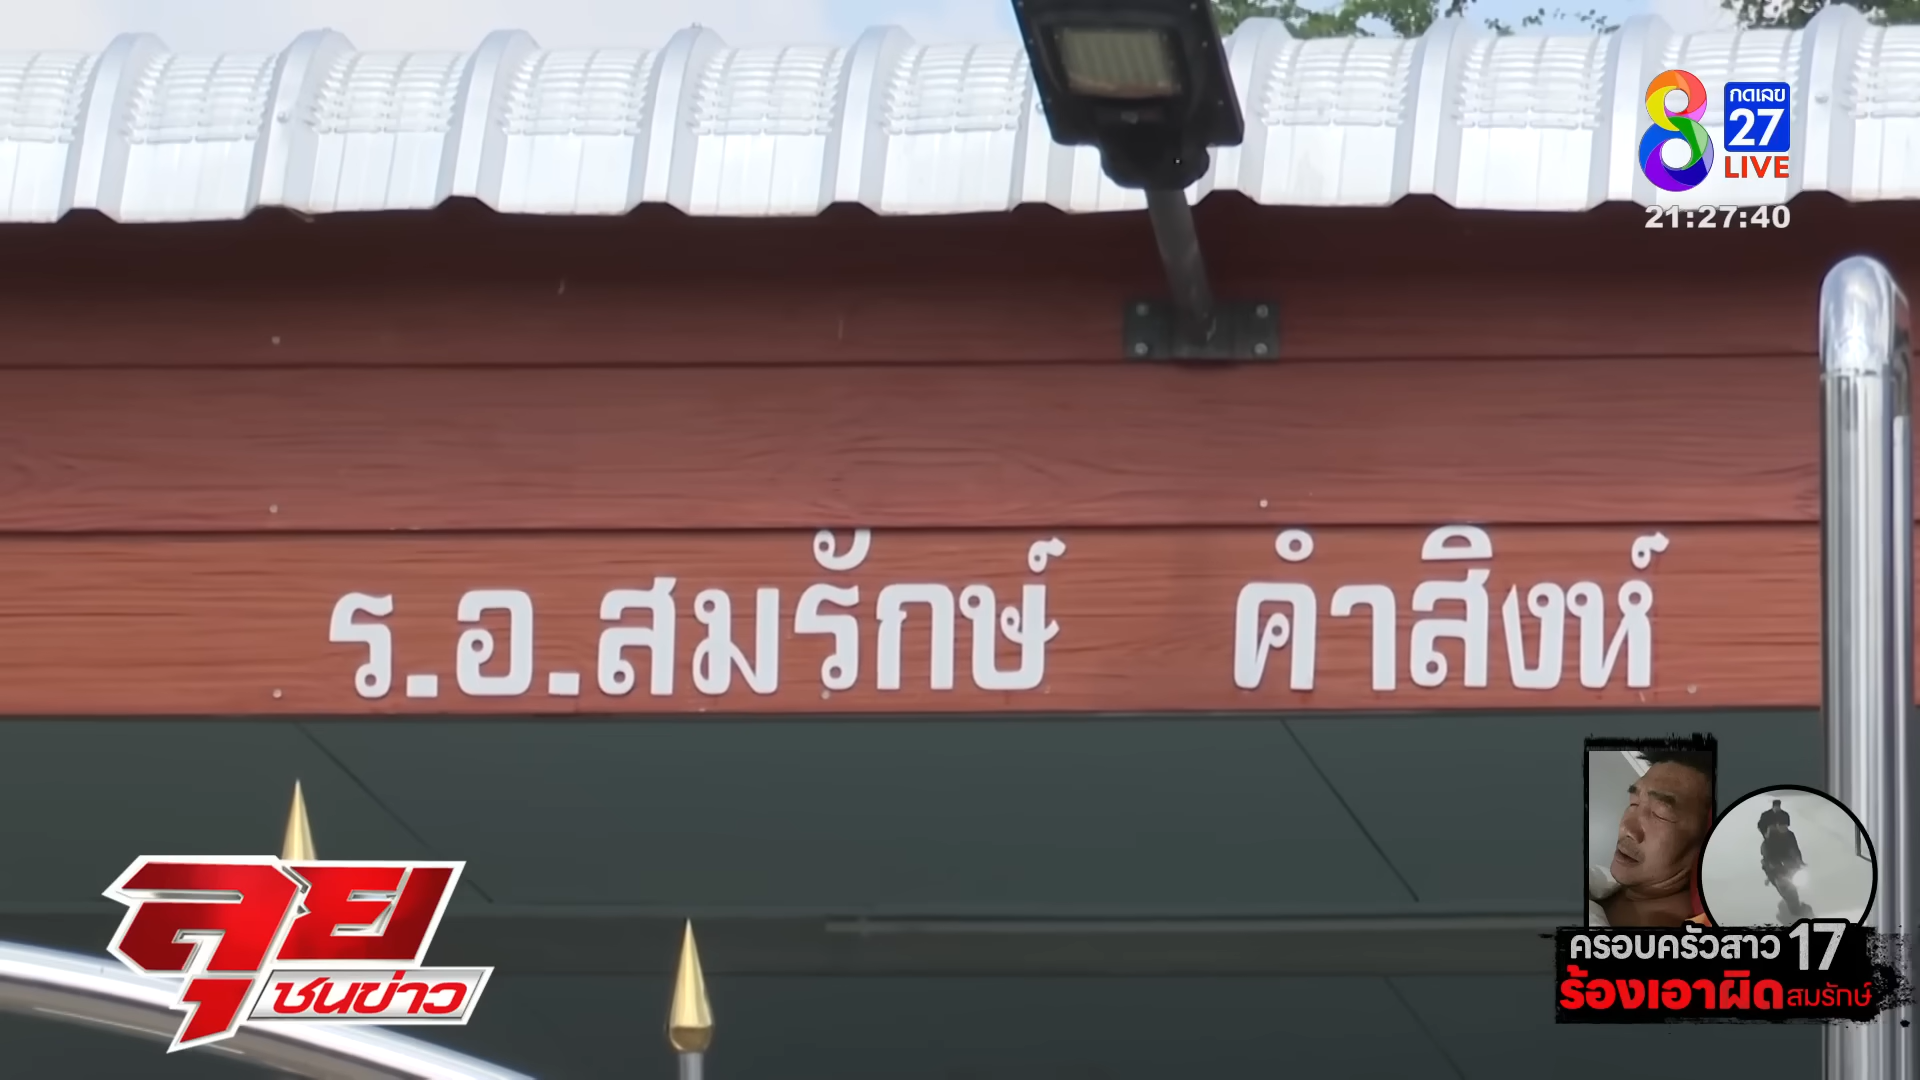 กดเลข
27
LIVE
21:27:40
ร.อ.สมรักษ์ คำสิงห์
ลุย
ชนข่าว
ครอบครัวสาว 17
ร้องเอาผิดสมรักษ์